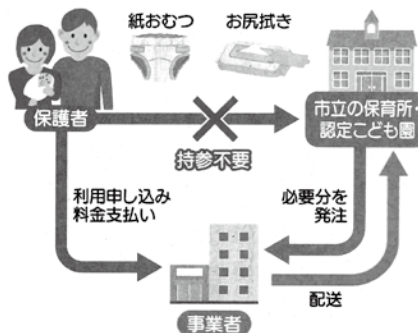 紙おむつ
お尻拭き
保護者
市立の保育所・
認定こども園
持参不要
利用申し込み
料金支払い
必要分を
発注
配送
事業者